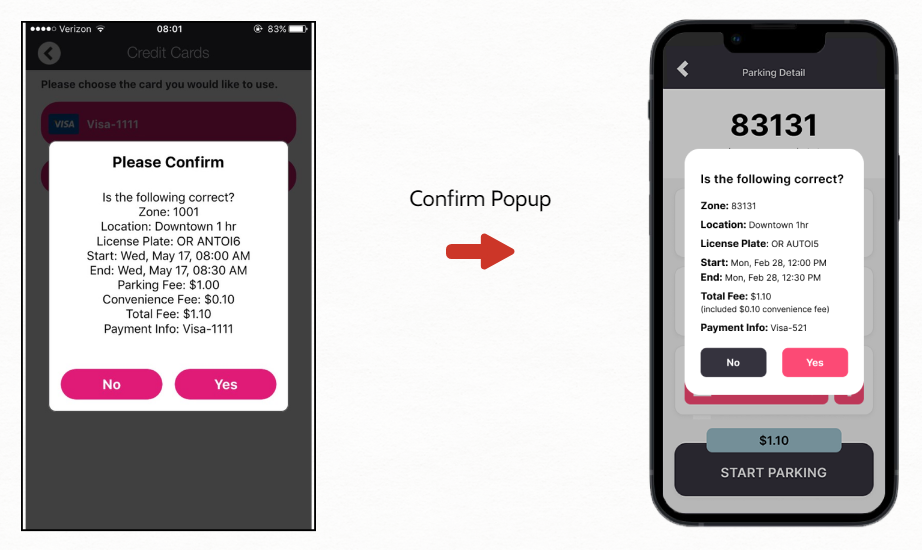 Verizon 08:01 83%
Credit Cards
Please choose the card you would like to use.
VISA Visa-1111
Please Confirm
Is the following correct?
Zone: 1001
Location: Downtown 1 hr
License Plate: OR ANTOI6
Start: Wed, May 17, 08:00 AM
End: Wed, May 17, 08:30 AM
Parking Fee: $1.00
Convenience Fee: $0.10
Total Fee: $1.10
Payment Info: Visa-1111
No Yes
Confirm Popup
Parking Detail
83131
Is the following correct?
Zone: 83131
Location: Downtown 1hr
License Plate: OR AUTOI5
Start: Mon, Feb 28, 12:00 PM
End: Mon, Feb 28, 12:30 PM
Total Fee: $1.10
(included $0.10 convenience fee)
Payment Info: Visa-521
No Yes
$1.10
START PARKING